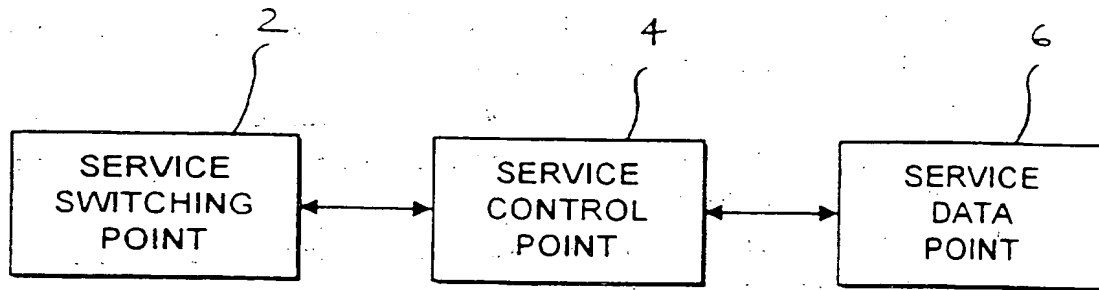 2
4
6
SERVICE
SWITCHING
POINT
SERVICE
CONTROL
POINT
SERVICE
DATA
POINT